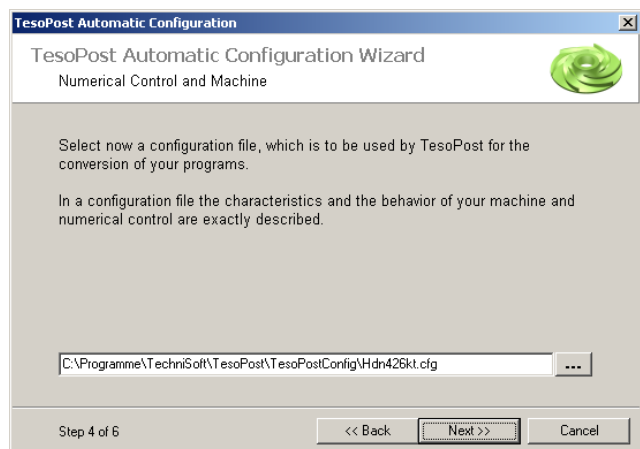 TesoPost Automatic Configuration
TesoPost Automatic Configuration Wizard
Numerical Control and Machine
Select now a configuration file, which is to be used by TesoPost for the
conversion of your programs.
In a configuration file the characteristics and the behavior of your machine and
numerical control are exactly described.
C:\Programme\TechniSoft\TesoPost\TesoPostConfig\Hdn426kt.cfg
...
Step 4 of 6
<< Back
Next >>
Cancel